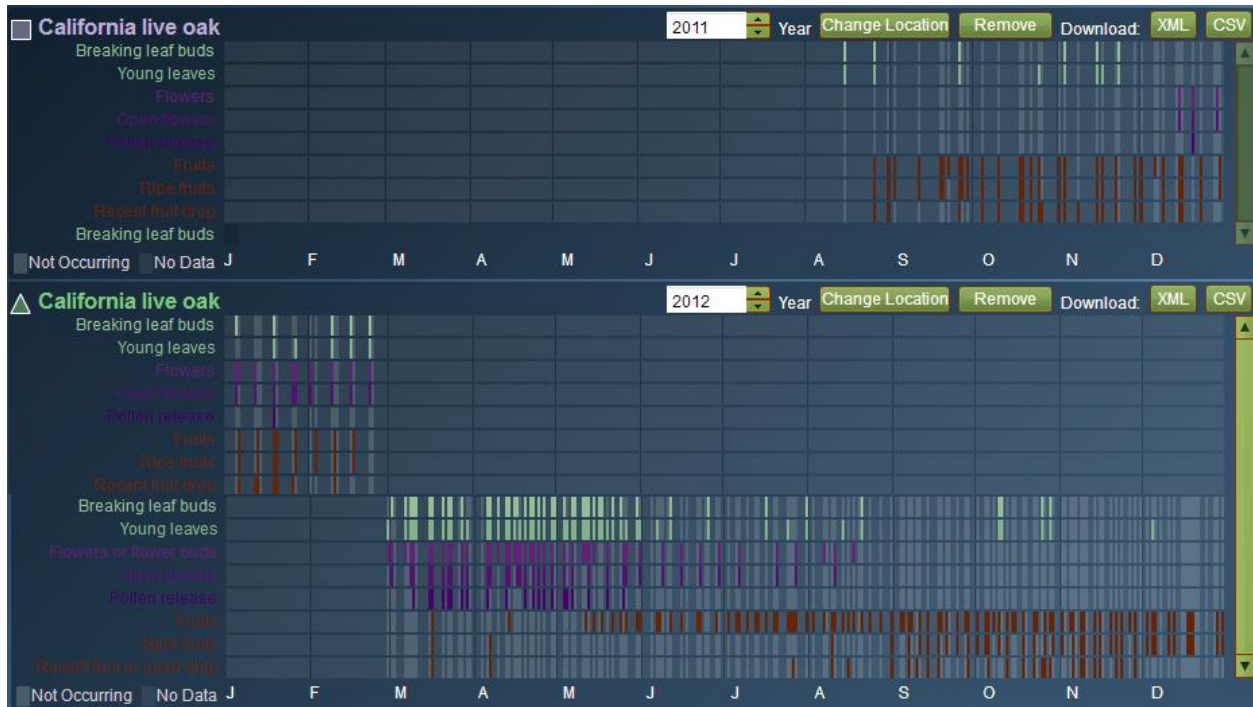 California live oak 2011 Year Change Location Remove Download: XML CSV
Breaking leaf buds
Young leaves
Flowers
Open flowers
Pollen release
Fruits
Ripe fruits
Recent fruit drop
Breaking leaf buds
Not Occurring No Data J F M A M J J A S O N D
California live oak 2012 Year Change Location Remove Download: XML CSV
Breaking leaf buds
Young leaves
Flowers
Open flowers
Pollen release
Fruits
Ripe fruits
Recent fruit drop
Breaking leaf buds
Young leaves
Flowers or flower buds
Open flowers
Pollen release
Fruits
Ripe fruits
Recent fruit or seed drop
Not Occurring No Data J F M A M J J A S O N D